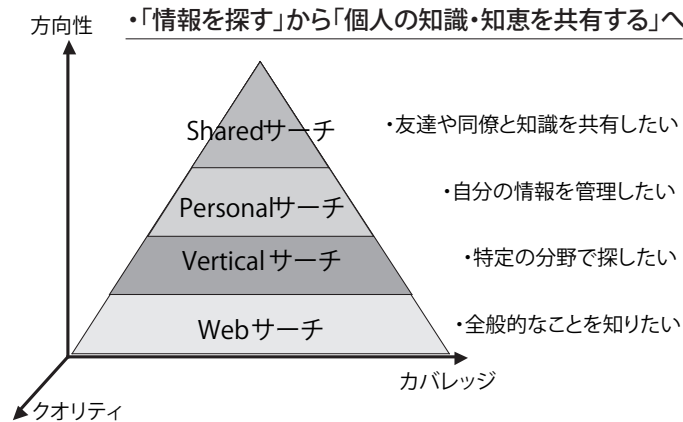 方向性
・「情報を探す」から「個人の知識・知恵を共有する」へ
Sharedサーチ
・友達や同僚と知識を共有したい
Personalサーチ
・自分の情報を管理したい
Vertical サーチ
・特定の分野で探したい
Webサーチ
・全般的なことを知りたい
カバレッジ
クオリティ